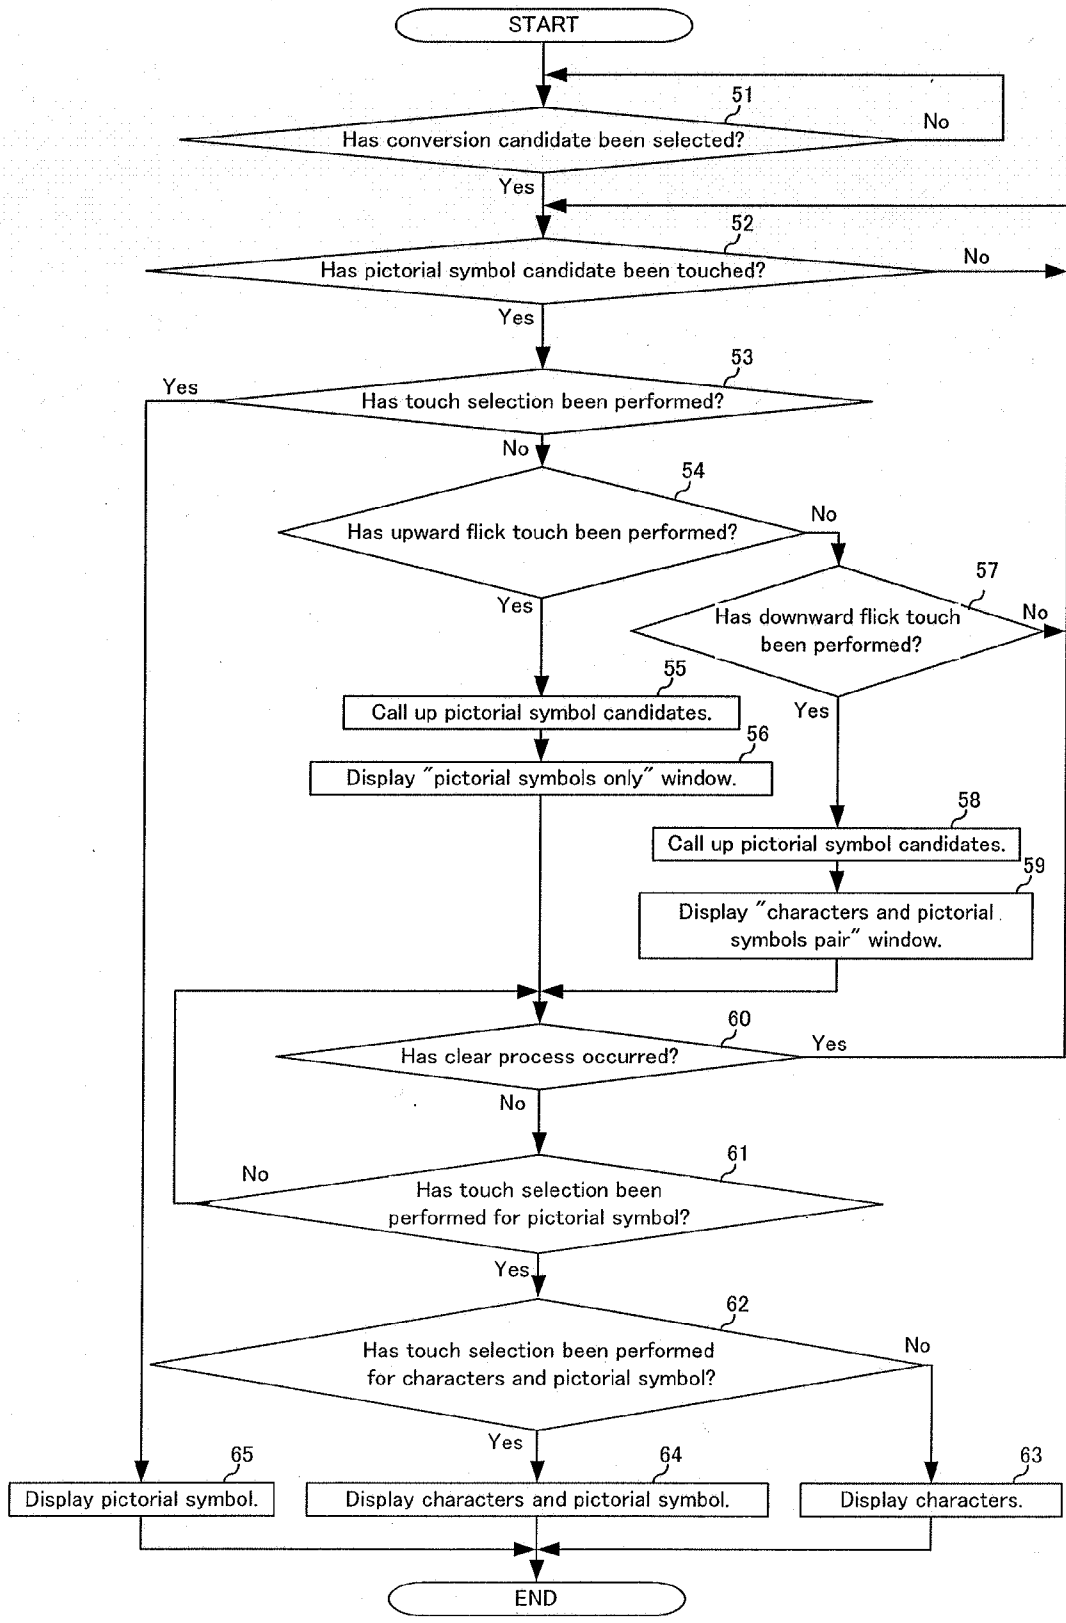 START
51
Has conversion candidate been selected?
No
Yes
52
Has pictorial symbol candidate been touched?
No
Yes
53
Yes
Has touch selection been performed?
No
54
Has upward flick touch been performed?
No
Yes
57
Has downward flick touch
been performed?
No
Yes
55
Call up pictorial symbol candidates.
56
Display "pictorial symbols only" window.
58
Call up pictorial symbol candidates.
59
Display "characters and pictorial
symbols pair" window.
60
Has clear process occurred?
Yes
No
61
No
Has touch selection been
performed for pictorial symbol?
Yes
62
Has touch selection been performed
for characters and pictorial symbol?
No
Yes
65
Display pictorial symbol.
64
Display characters and pictorial symbol.
63
Display characters.
END